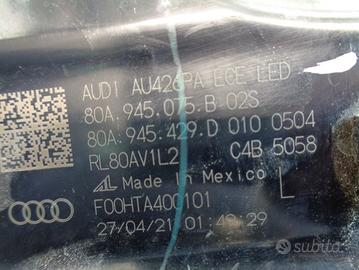 AUDI AU426PA ECE LED
80A.945.075.B 02S
80A.945.429.D 010 0504
RL80AV1L2 C4B 5058
Made in Mexico L
F00HTA400101
27/04/21 01:49:29
subito